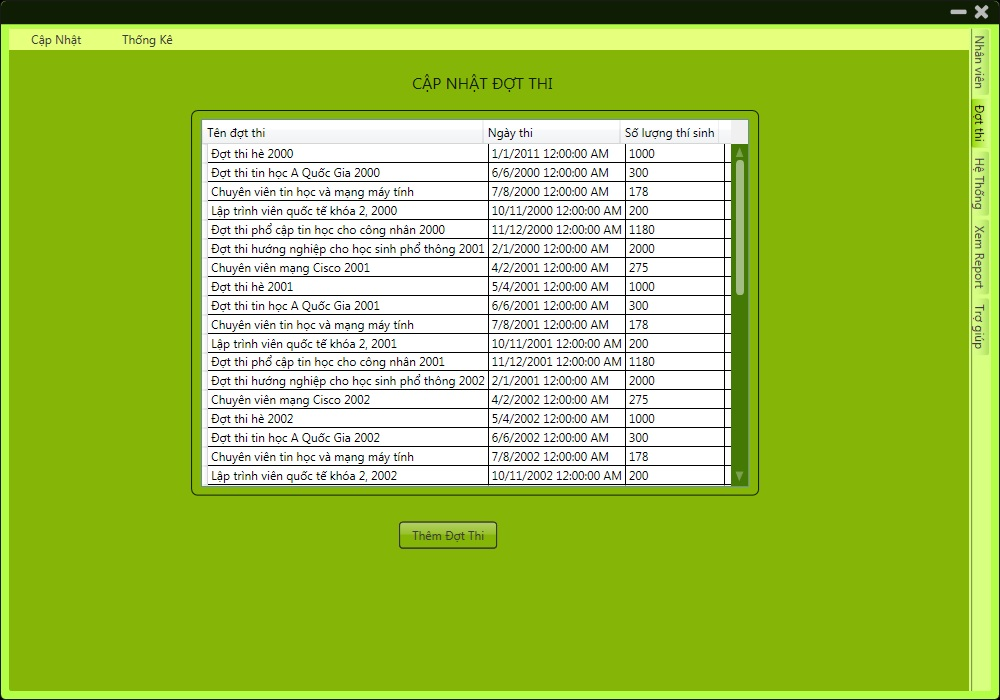 Cập Nhật Thống Kê
CẬP NHẬT ĐỢT THI
Tên đợt thi Ngày thi Số lượng thí sinh
Đợt thi hè 2000 1/1/2011 12:00:00 AM 1000
Đợt thi tin học A Quốc Gia 2000 6/6/2000 12:00:00 AM 300
Chuyên viên tin học và mạng máy tính 7/8/2000 12:00:00 AM 178
Lập trình viên quốc tế khóa 2, 2000 10/11/2000 12:00:00 AM 200
Đợt thi phổ cập tin học cho công nhân 2000 11/12/2000 12:00:00 AM 1180
Đợt thi hướng nghiệp cho học sinh phổ thông 2001 2/1/2000 12:00:00 AM 2000
Chuyên viên mạng Cisco 2001 4/2/2001 12:00:00 AM 275
Đợt thi hè 2001 5/4/2001 12:00:00 AM 1000
Đợt thi tin học A Quốc Gia 2001 6/6/2001 12:00:00 AM 300
Chuyên viên tin học và mạng máy tính 7/8/2001 12:00:00 AM 178
Lập trình viên quốc tế khóa 2, 2001 10/11/2001 12:00:00 AM 200
Đợt thi phổ cập tin học cho công nhân 2001 11/12/2001 12:00:00 AM 1180
Đợt thi hướng nghiệp cho học sinh phổ thông 2002 2/1/2001 12:00:00 AM 2000
Chuyên viên mạng Cisco 2002 4/2/2002 12:00:00 AM 275
Đợt thi hè 2002 5/4/2002 12:00:00 AM 1000
Đợt thi tin học A Quốc Gia 2002 6/6/2002 12:00:00 AM 300
Chuyên viên tin học và mạng máy tính 7/8/2002 12:00:00 AM 178
Lập trình viên quốc tế khóa 2, 2002 10/11/2002 12:00:00 AM 200
Thêm Đợt Thi
Nhân viên
Đợt thi
Hệ Thống
Xem Report
Trợ giúp